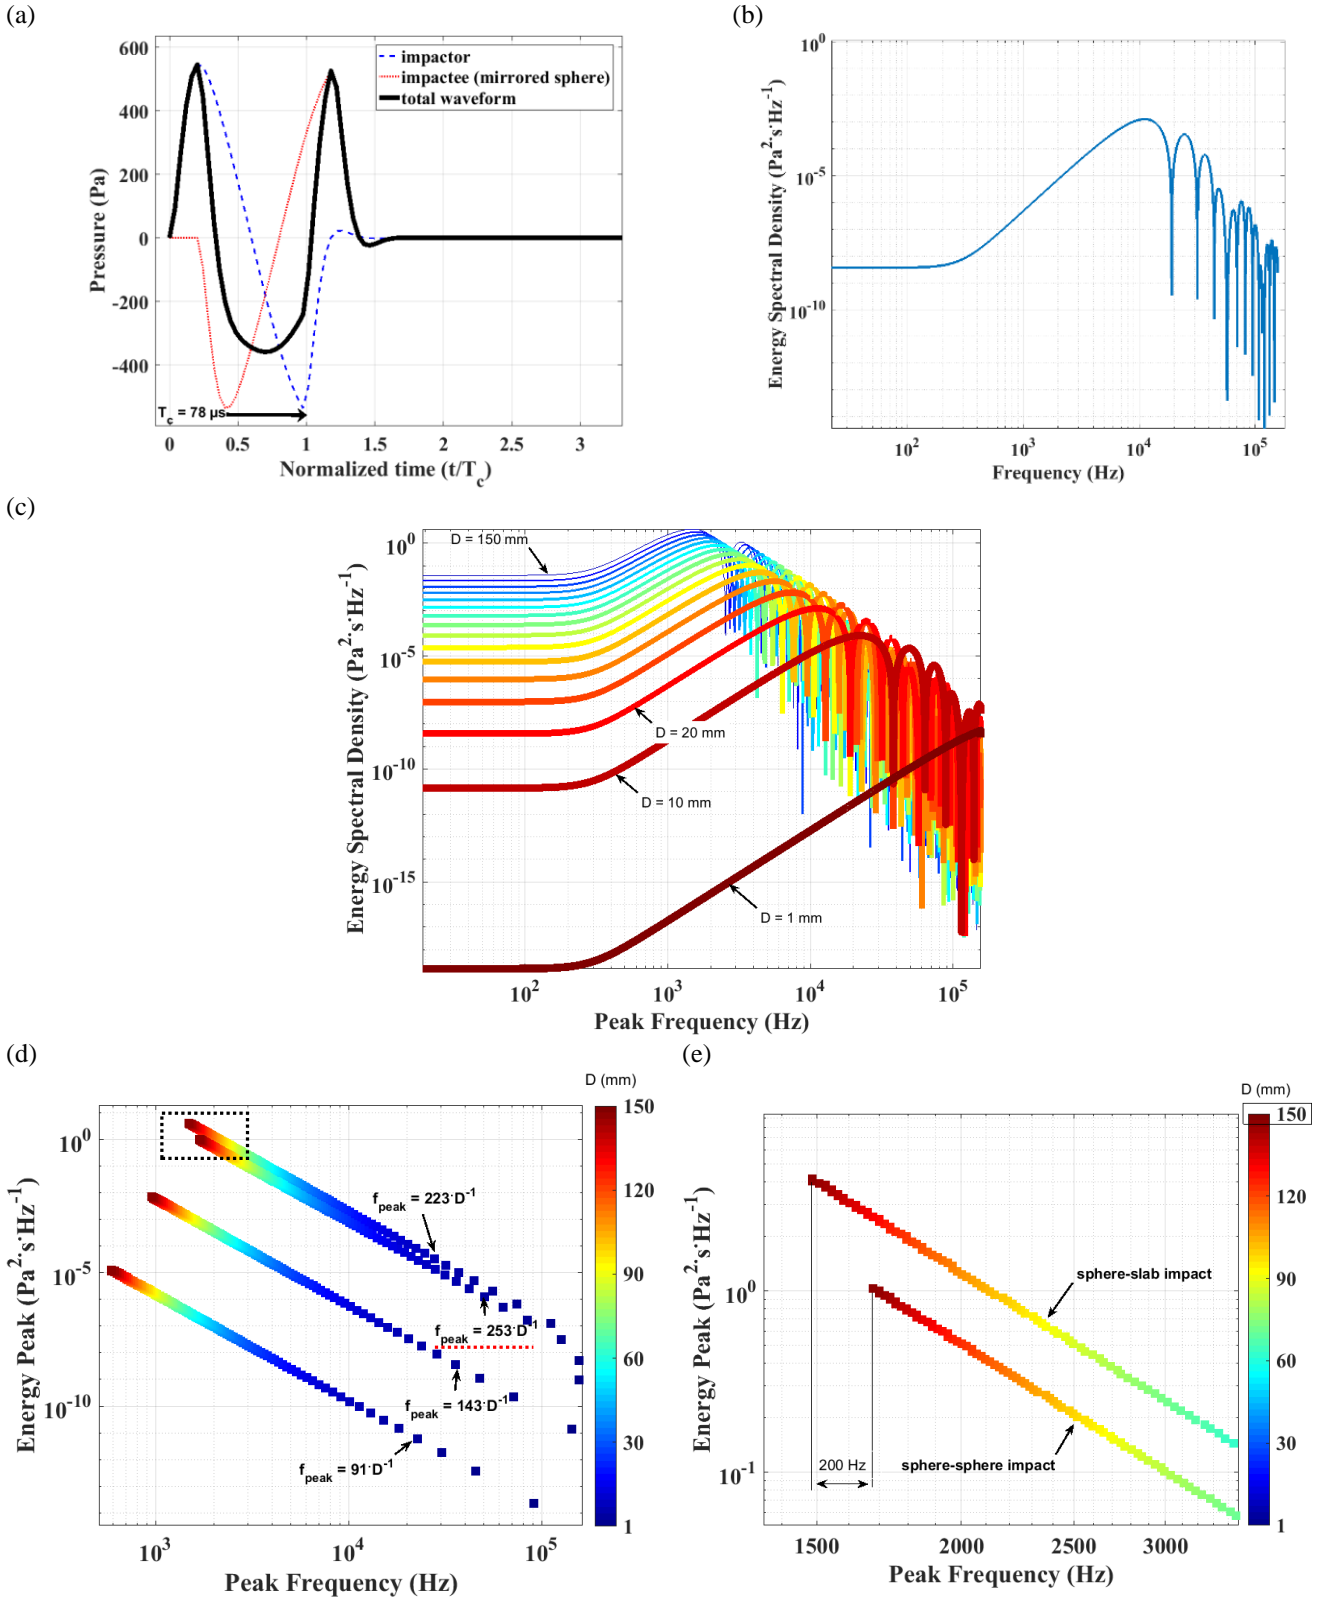 (a)
600
400
200
0
-200
-400
Pressure (Pa)
impactor
impactee (mirrored sphere)
total waveform
T_c = 78 µs
0 0.5 1 1.5 2 2.5 3
Normalized time (t/T_c)
(b)
10^0
10^-5
10^-10
Energy Spectral Density (Pa^2·s·Hz^-1)
10^2 10^3 10^4 10^5
Frequency (Hz)
(c)
10^0
10^-5
10^-10
10^-15
Energy Spectral Density (Pa^2·s·Hz^-1)
D = 150 mm
D = 20 mm
D = 10 mm
D = 1 mm
10^2 10^3 10^4 10^5
Peak Frequency (Hz)
(d)
10^0
10^-5
10^-10
Energy Peak (Pa^2·s·Hz^-1)
f_peak = 223·D^-1
f_peak = 253·D^-1
f_peak = 143·D^-1
f_peak = 91·D^-1
10^3 10^4 10^5
Peak Frequency (Hz)
D (mm)
150
120
90
60
30
1
(e)
10^0
10^-1
Energy Peak (Pa^2·s·Hz^-1)
sphere-slab impact
sphere-sphere impact
200 Hz
1500 2000 2500 3000
Peak Frequency (Hz)
D (mm)
150
120
90
60
30
1